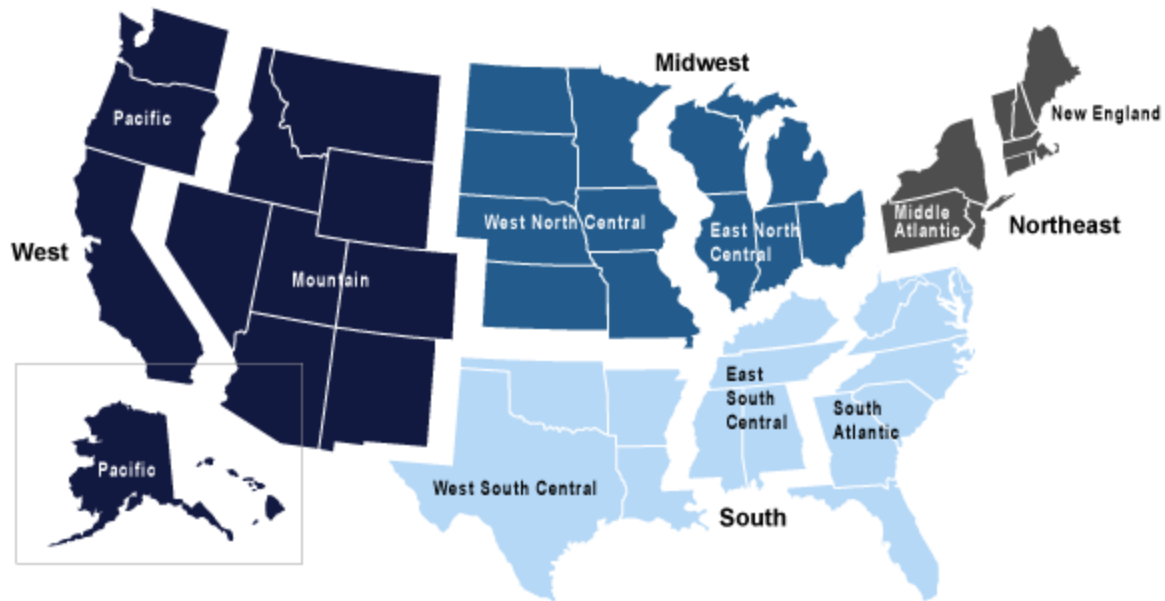 Midwest
Pacific
New England
West North Central
East North
Central
Middle
Atlantic
Northeast
West
Mountain
East
South
Central
South
Atlantic
Pacific
West South Central
South